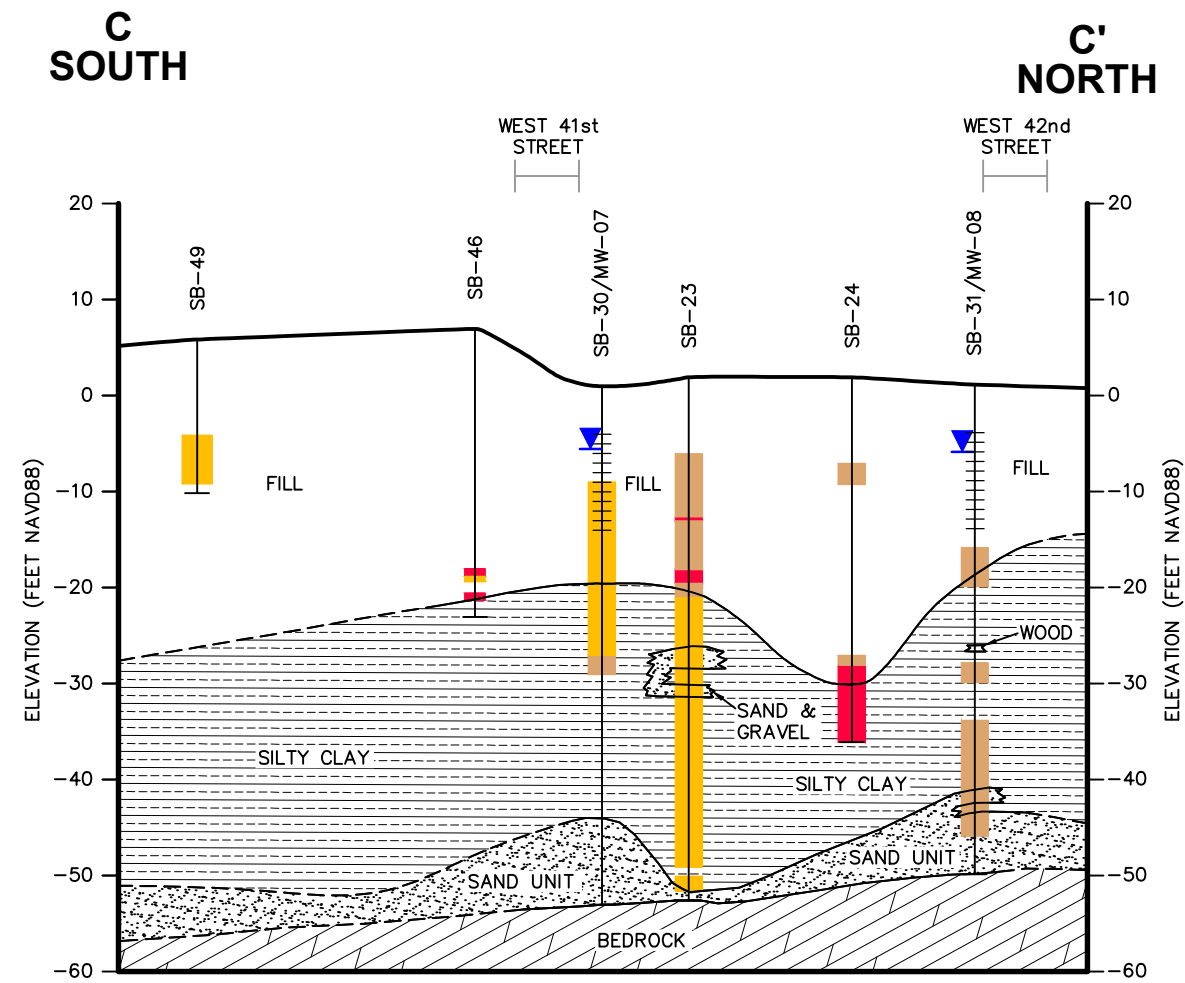 C
SOUTH
C'
NORTH
WEST 41st
STREET
WEST 42nd
STREET
SB-49
SB-46
SB-30/MW-07
SB-23
SB-24
SB-31/MW-08
20
10
0
-10
-20
-30
-40
-50
-60
ELEVATION (FEET NAVD88)
20
10
0
-10
-20
-30
-40
-50
-60
ELEVATION (FEET NAVD88)
FILL
FILL
FILL
WOOD
SAND &
GRAVEL
SILTY CLAY
SILTY CLAY
SAND UNIT
SAND UNIT
BEDROCK